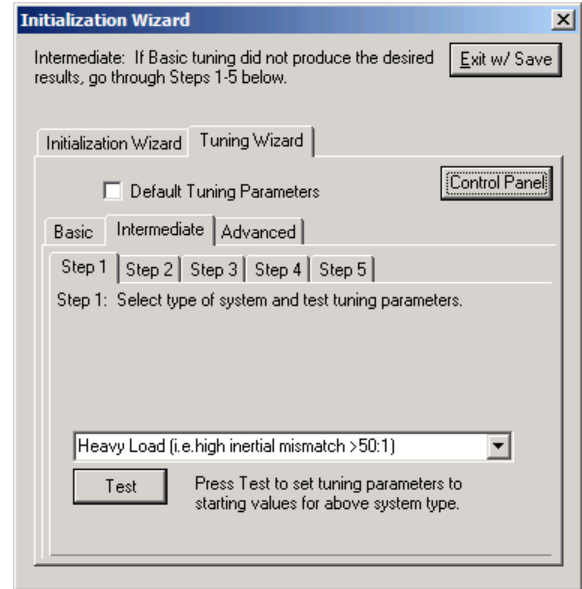 Initialization Wizard
Intermediate: If Basic tuning did not produce the desired
results, go through Steps 1-5 below.
Exit w/ Save
Initialization Wizard Tuning Wizard
Default Tuning Parameters
Control Panel
Basic Intermediate Advanced
Step 1 Step 2 Step 3 Step 4 Step 5
Step 1: Select type of system and test tuning parameters.
Heavy Load (i.e.high inertial mismatch >50:1)
Test
Press Test to set tuning parameters to
starting values for above system type.